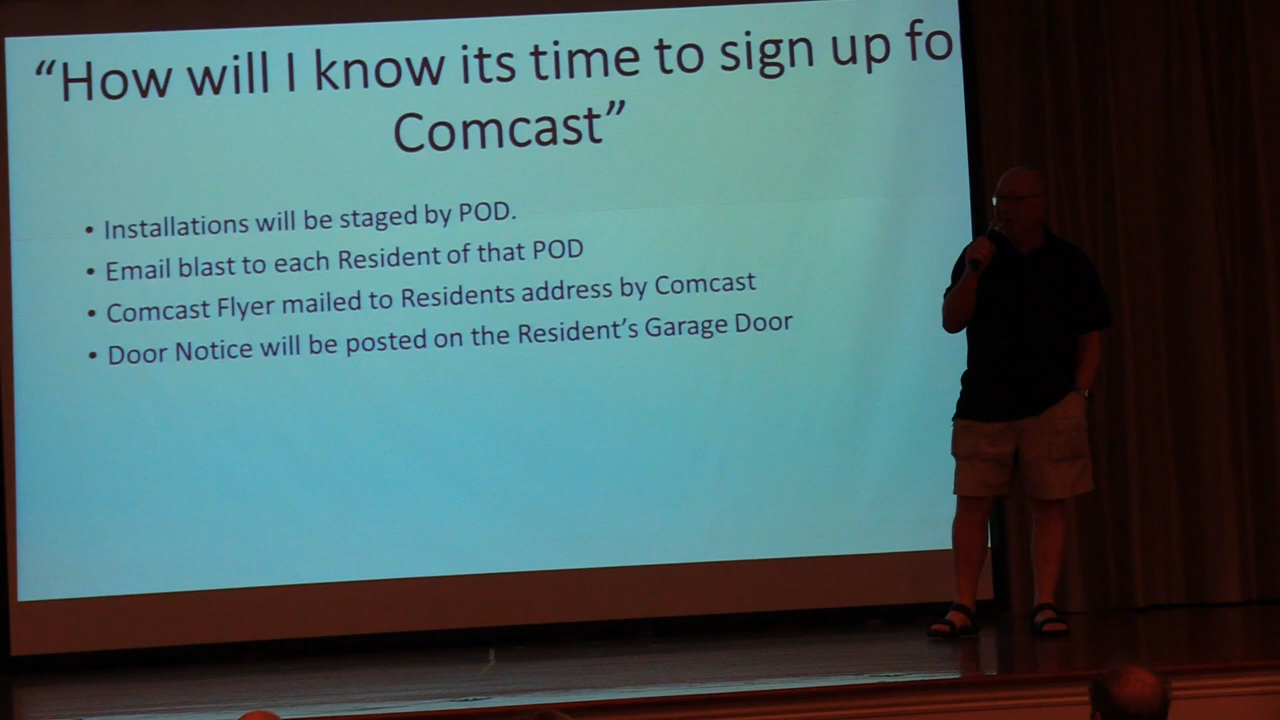 “How will I know its time to sign up fo
Comcast”
• Installations will be staged by POD.
• Email blast to each Resident of that POD
• Comcast Flyer mailed to Residents address by Comcast
• Door Notice will be posted on the Resident’s Garage Door